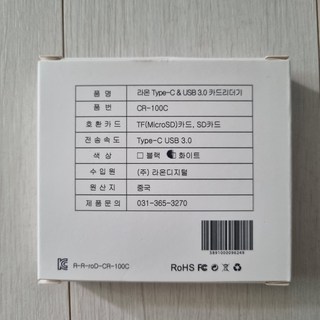 품 명 라온 Type-C & USB 3.0 카드리더기
품 번 CR-100C
호환카드 TF(MicroSD)카드, SD카드
전송속도 Type-C USB 3.0
색 상 □ 블랙 화이트
수 입 원 (주) 라온디지털
원 산 지 중국
제품문의 031-365-3270
R-R-raD-CR-100C
RoHS FC CE